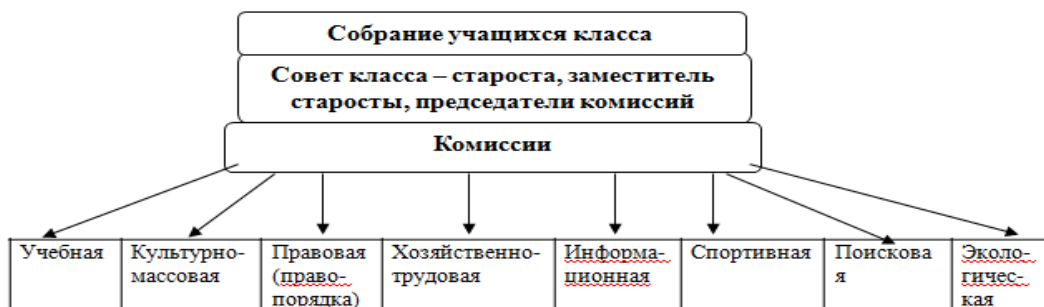 Собрание учащихся класса
Совет класса – староста, заместитель
старосты, председатели комиссий
Комиссии
Учебная
Культурно-
массовая
Правовая
(право-
порядка)
Хозяйственно-
трудовая
Информа-
ционная
Спортивная
Поискова
я
Эколо-
гичес-
кая